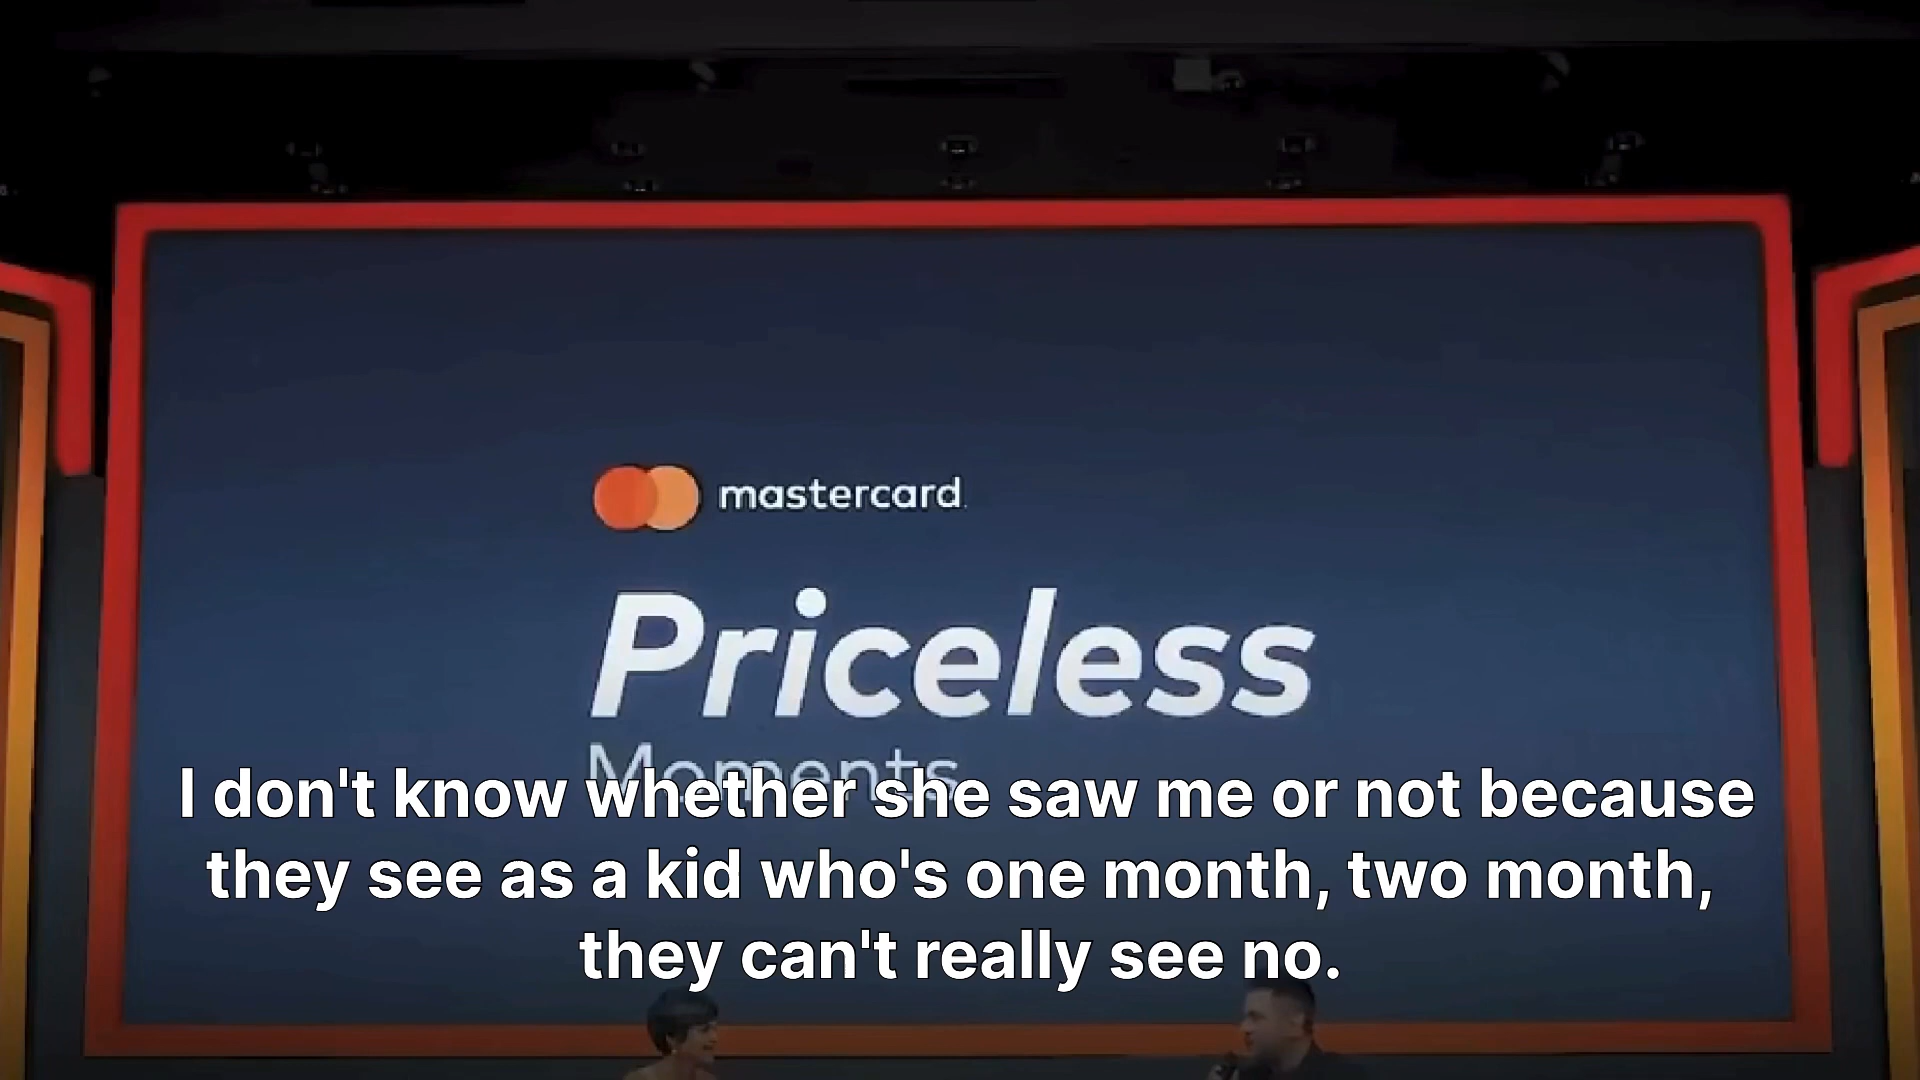 mastercard
Priceless
Moments
I don't know whether she saw me or not because
they see as a kid who's one month, two month,
they can't really see no.